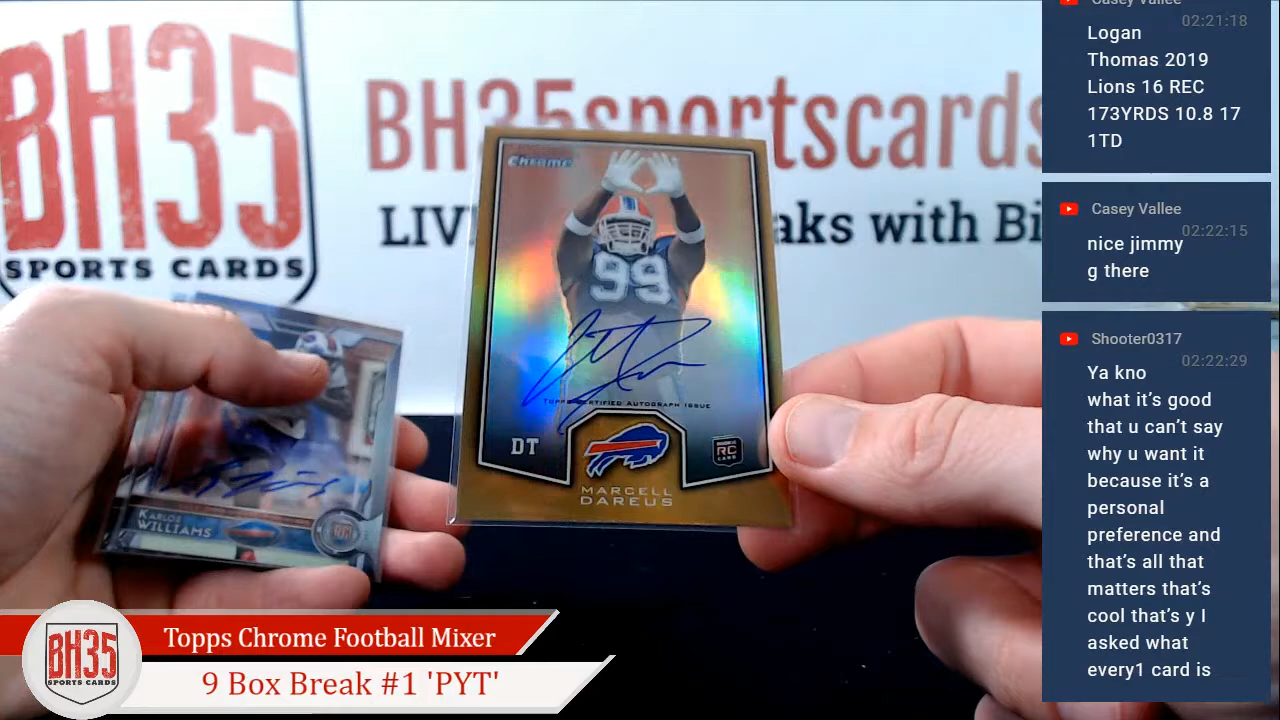 BH35
SPORTS CARDS
BH35sportscards
LIV
aks with Bi
Chrome
99
TOPPS CERTIFIED AUTOGRAPH ISSUE
DT
RC
MARCELL
DAREUS
KARLOS
WILLIAMS
BH35
SPORTS CARDS
Topps Chrome Football Mixer
9 Box Break #1 'PYT'
Casey Vallee
02:21:18
Logan
Thomas 2019
Lions 16 REC
173YRDS 10.8 17
1TD
Casey Vallee
02:22:15
nice jimmy
g there
Shooter0317
02:22:29
Ya kno
what it’s good
that u can’t say
why u want it
because it’s a
personal
preference and
that’s all that
matters that’s
cool that’s y I
asked what
every1 card is